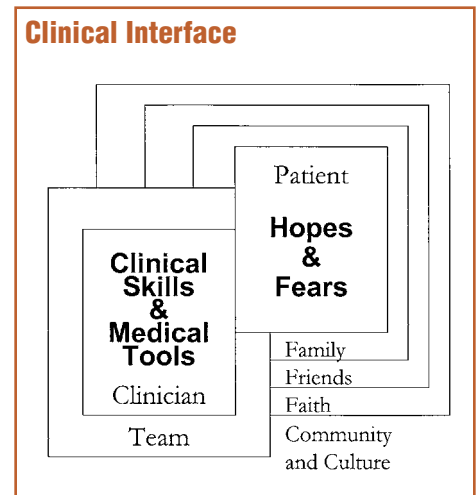 Clinical Interface
Patient
Hopes
&
Fears
Clinical
Skills
&
Medical
Tools
Clinician
Team
Family
Friends
Faith
Community
and Culture